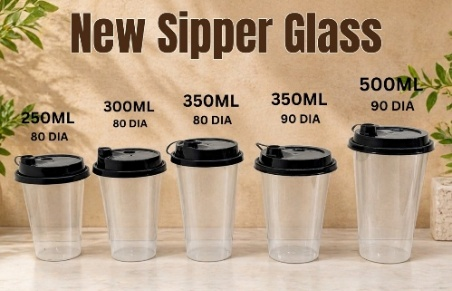 New Sipper Glass
250ML
80 DIA
300ML
80 DIA
350ML
80 DIA
350ML
90 DIA
500ML
90 DIA